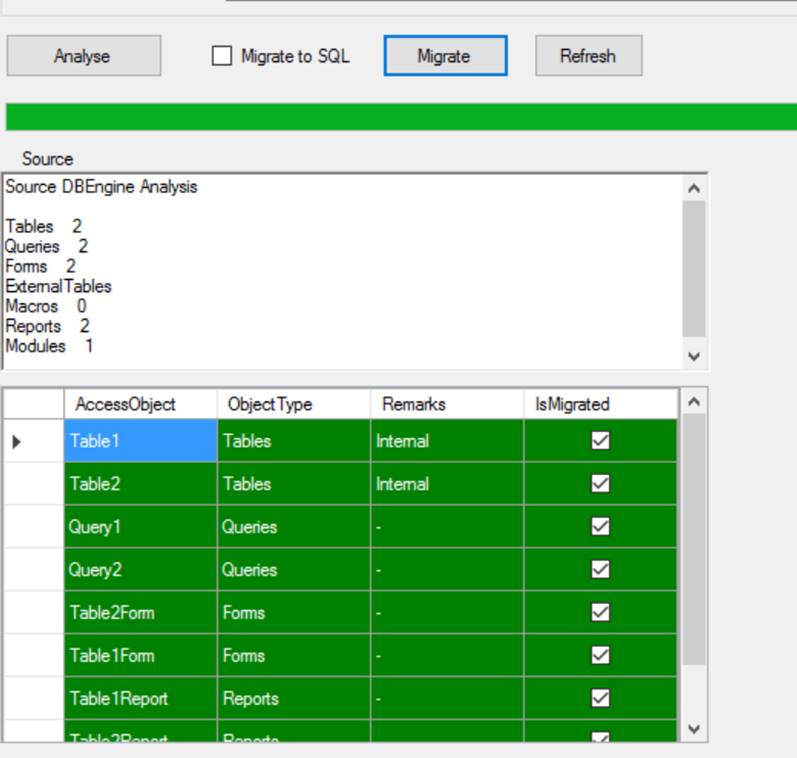 Analyse Migrate to SQL Migrate Refresh
Source
Source DBEngine Analysis
Tables 2
Queries 2
Forms 2
ExternalTables
Macros 0
Reports 2
Modules 1
AccessObject ObjectType Remarks IsMigrated
Table1 Tables Internal
Table2 Tables Internal
Query1 Queries -
Query2 Queries -
Table2Form Forms -
Table1Form Forms -
Table1Report Reports -
Table2Report Reports